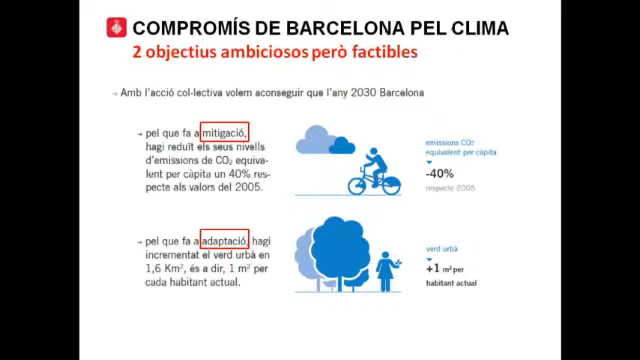 COMPROMÍS DE BARCELONA PEL CLIMA
2 objectius ambiciosos però factibles
→ Amb l'acció col·lectiva volem aconseguir que l'any 2030 Barcelona
→ pel que fa a mitigació,
hagi reduït els seus nivells
d'emissions de CO₂ equiva-
lent per càpita un 40% res-
pecte als valors del 2005.
emissions CO₂
equivalent per càpita
-40%
respecte 2005
→ pel que fa a adaptació, hagi
incrementat el verd urbà en
1,6 Km², és a dir, 1 m² per
cada habitant actual.
verd urbà
+1 m² per
habitant actual